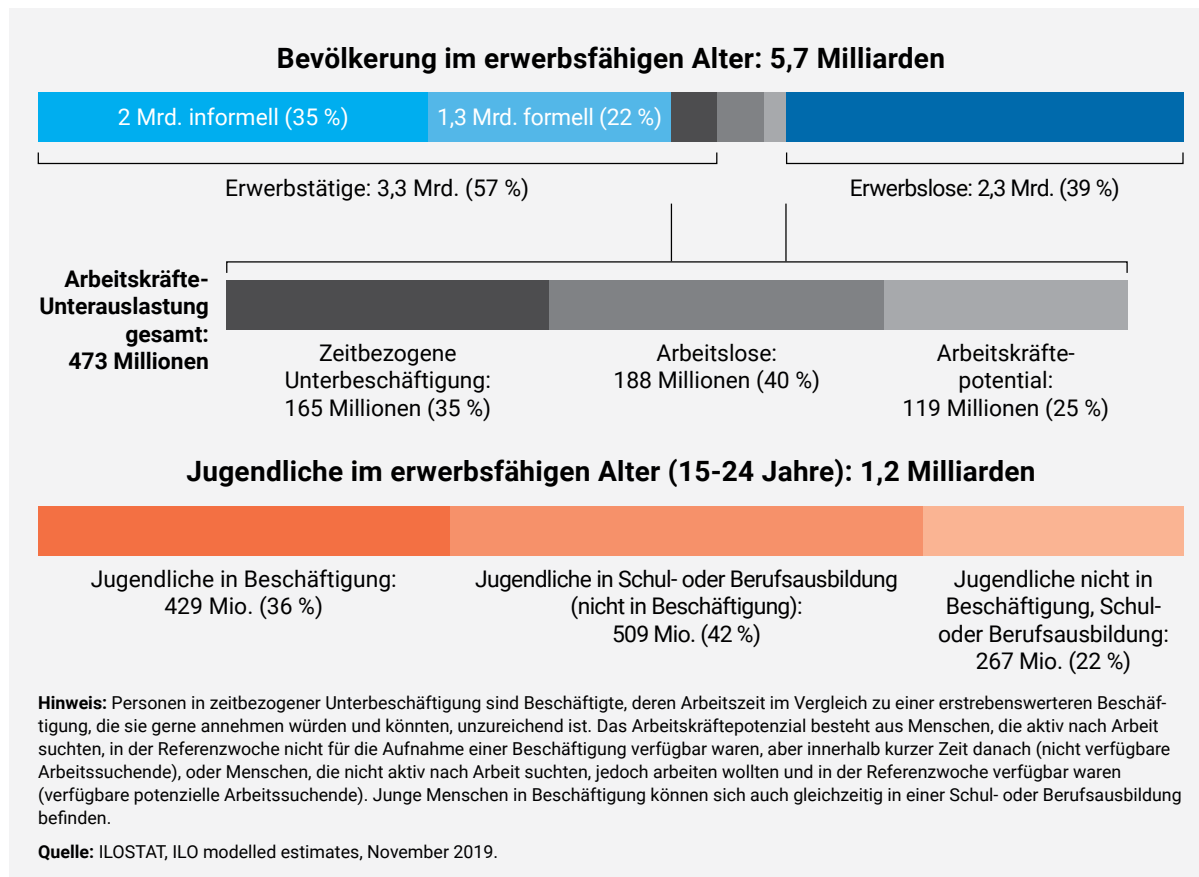 Bevölkerung im erwerbsfähigen Alter: 5,7 Milliarden
2 Mrd. informell (35 %)
1,3 Mrd. formell (22 %)
Erwerbstätige: 3,3 Mrd. (57 %)
Erwerbslose: 2,3 Mrd. (39 %)
Arbeitskräfte-
Unterauslastung
gesamt:
473 Millionen
Zeitbezogene
Unterbeschäftigung:
165 Millionen (35 %)
Arbeitslose:
188 Millionen (40 %)
Arbeitskräfte-
potential:
119 Millionen (25 %)
Jugendliche im erwerbsfähigen Alter (15-24 Jahre): 1,2 Milliarden
Jugendliche in Beschäftigung:
429 Mio. (36 %)
Jugendliche in Schul- oder Berufsausbildung
(nicht in Beschäftigung):
509 Mio. (42 %)
Jugendliche nicht in
Beschäftigung, Schul-
oder Berufsausbildung:
267 Mio. (22 %)
Hinweis: Personen in zeitbezogener Unterbeschäftigung sind Beschäftigte, deren Arbeitszeit im Vergleich zu einer erstrebenswerteren Beschäf-
tigung, die sie gerne annehmen würden und könnten, unzureichend ist. Das Arbeitskräftepotenzial besteht aus Menschen, die aktiv nach Arbeit
suchten, in der Referenzwoche nicht für die Aufnahme einer Beschäftigung verfügbar waren, aber innerhalb kurzer Zeit danach (nicht verfügbare
Arbeitssuchende), oder Menschen, die nicht aktiv nach Arbeit suchten, jedoch arbeiten wollten und in der Referenzwoche verfügbar waren
(verfügbare potenzielle Arbeitssuchende). Junge Menschen in Beschäftigung können sich auch gleichzeitig in einer Schul- oder Berufsausbildung
befinden.
Quelle: ILOSTAT, ILO modelled estimates, November 2019.